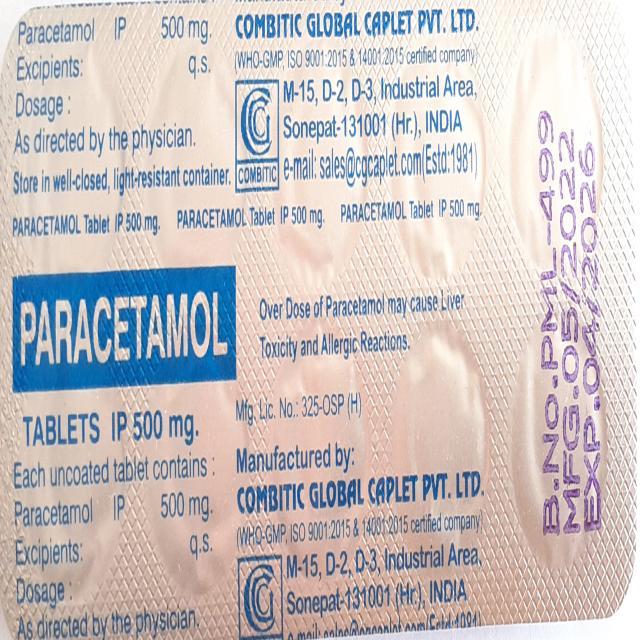 Paracetamol IP 500 mg.
Excipients: q.s.
Dosage :
As directed by the physician.
Store in well-closed, light-resistant container.
COMBITIC GLOBAL CAPLET PVT. LTD.
(WHO-GMP, ISO 9001:2015 & 14001:2015 certified company)
M-15, D-2, D-3, Industrial Area,
Sonepat-131001 (Hr.), INDIA
e-mail: sales@cgcaplet.com(Estd:1981)
COMBITIC
PARACETAMOL Tablet IP 500 mg. PARACETAMOL Tablet IP 500 mg. PARACETAMOL Tablet IP 500 mg.
PARACETAMOL
TABLETS IP 500 mg.
Each uncoated tablet contains :
Paracetamol IP 500 mg.
Excipients: q.s.
Dosage :
As directed by the physician.
Over Dose of Paracetamol may cause Liver
Toxicity and Allergic Reactions.
Mfg. Lic. No.: 325-OSP (H)
Manufactured by:
COMBITIC GLOBAL CAPLET PVT. LTD.
(WHO-GMP, ISO 9001:2015 & 14001:2015 certified company)
M-15, D-2, D-3, Industrial Area,
Sonepat-131001 (Hr.), INDIA
e-mail: sales@cgcaplet.com(Estd:1981)
B.NO.PML-499
MFG.05/2022
EXP.04/2026